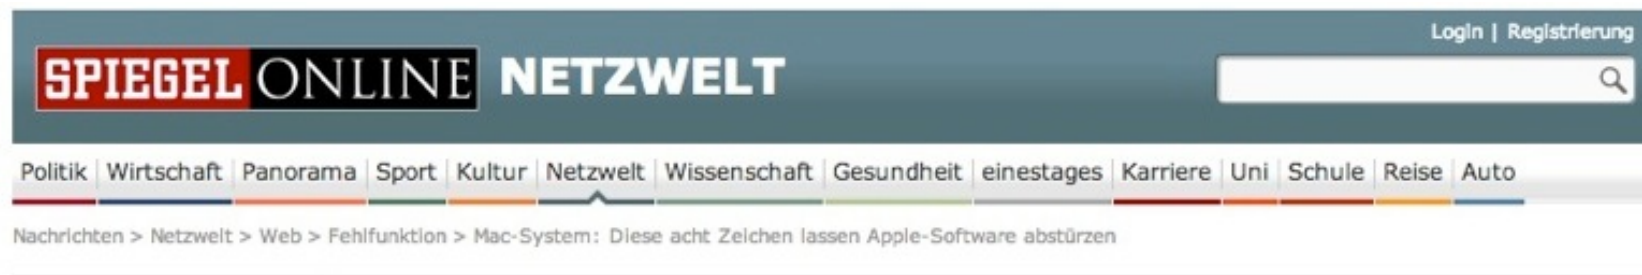 Login | Registrierung
SPIEGEL ONLINE NETZWELT
Politik Wirtschaft Panorama Sport Kultur Netzwelt Wissenschaft Gesundheit einestages Karriere Uni Schule Reise Auto
Nachrichten > Netzwelt > Web > Fehlfunktion > Mac-System: Diese acht Zeichen lassen Apple-Software abstürzen